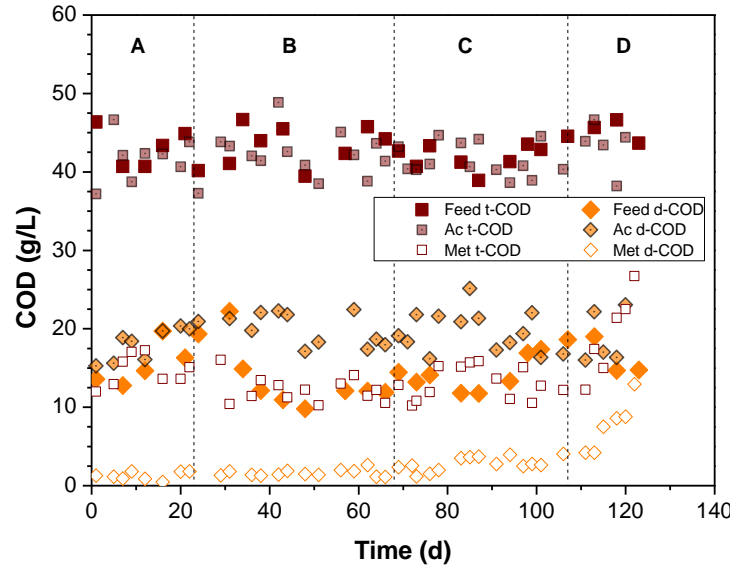 60
50
40
30
20
10
0
COD (g/L)
A B C D
Feed t-COD Feed d-COD
Ac t-COD Ac d-COD
Met t-COD Met d-COD
0 20 40 60 80 100 120 140
Time (d)